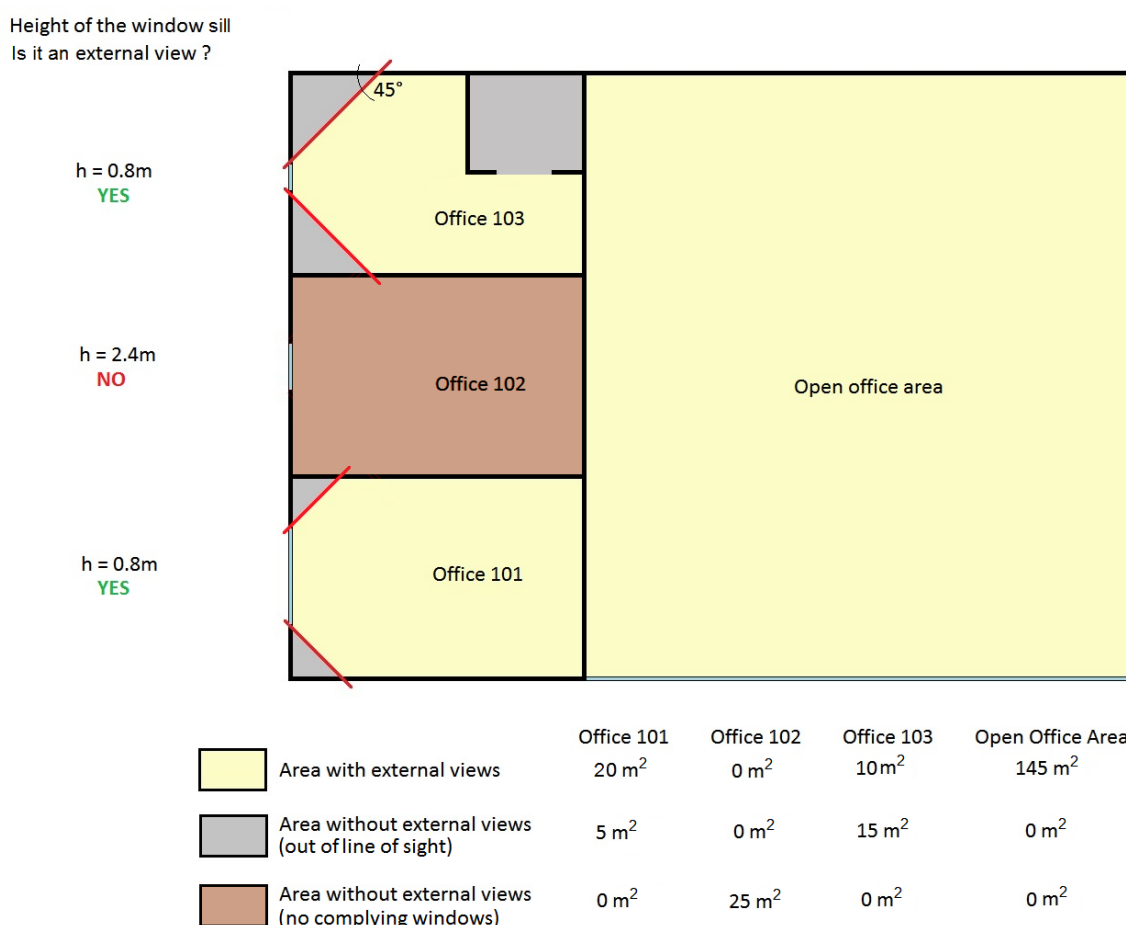 Height of the window sill
Is it an external view ?
45°
h = 0.8m
YES
Office 103
h = 2.4m
NO
Office 102
Open office area
h = 0.8m
YES
Office 101
Office 101 Office 102 Office 103 Open Office Area
Area with external views 20 m² 0 m² 10 m² 145 m²
Area without external views
(out of line of sight) 5 m² 0 m² 15 m² 0 m²
Area without external views
(no complying windows) 0 m² 25 m² 0 m² 0 m²